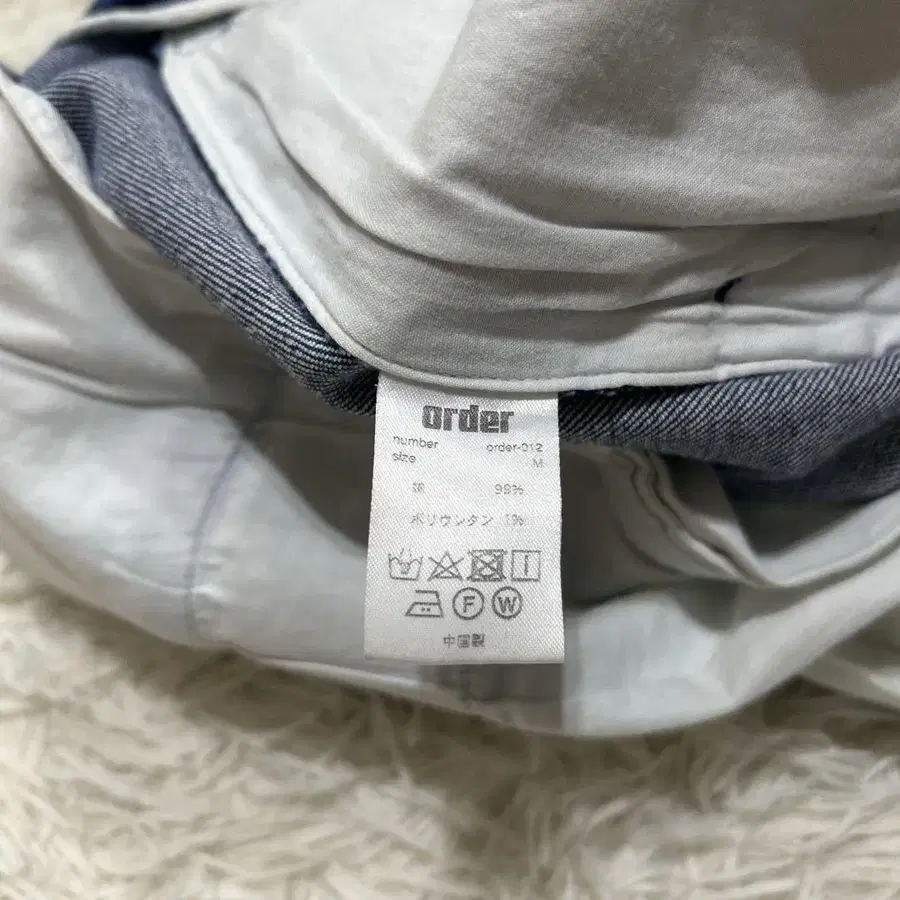 order
number order-012
size M
綿 99%
ポリウレタン 1%
F W
中国製